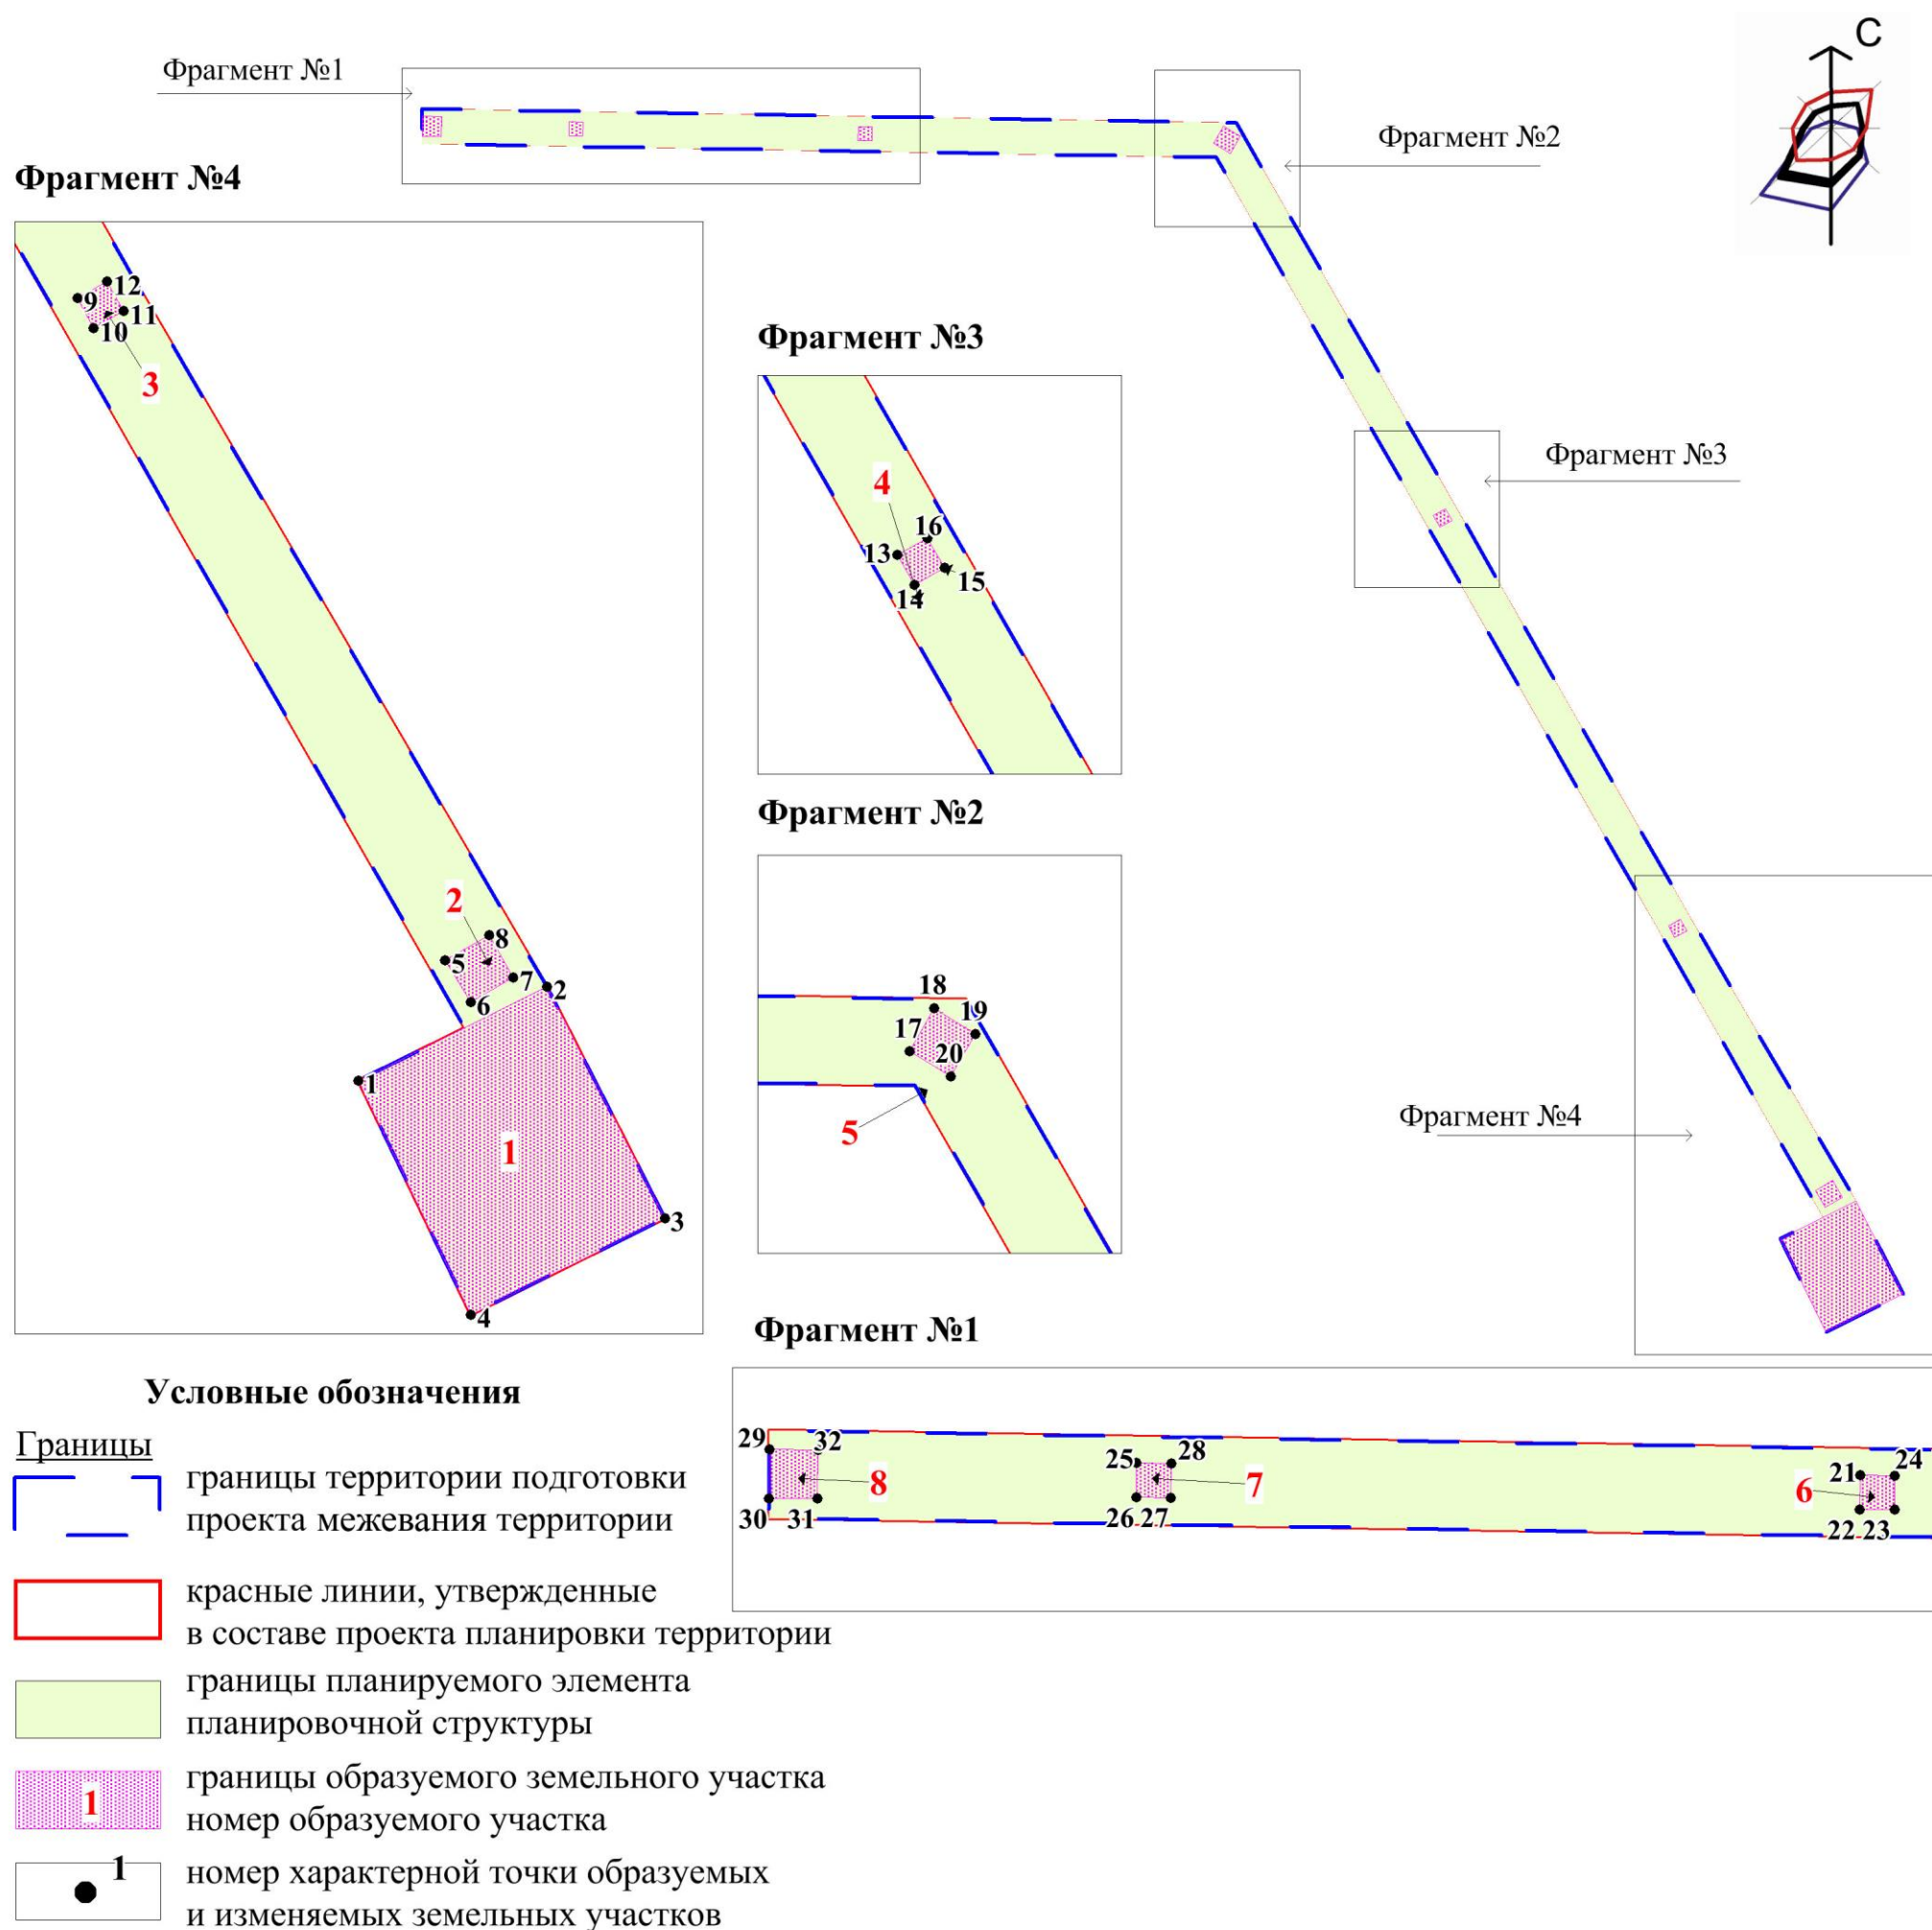 С
Фрагмент №1
Фрагмент №2
Фрагмент №4
12
9
11
10
3
Фрагмент №3
4
16
13
15
14
Фрагмент №3
Фрагмент №2
18
19
17
20
5
2
8
5
7
2
6
1
1
3
4
Фрагмент №4
Фрагмент №1
29
32
25
28
24
21
8
7
6
30
31
26
27
22
23
Условные обозначения
Границы
границы территории подготовки
проекта межевания территории
красные линии, утвержденные
в составе проекта планировки территории
границы планируемого элемента
планировочной структуры
1
границы образуемого земельного участка
номер образуемого участка
1
номер характерной точки образуемых
и изменяемых земельных участков